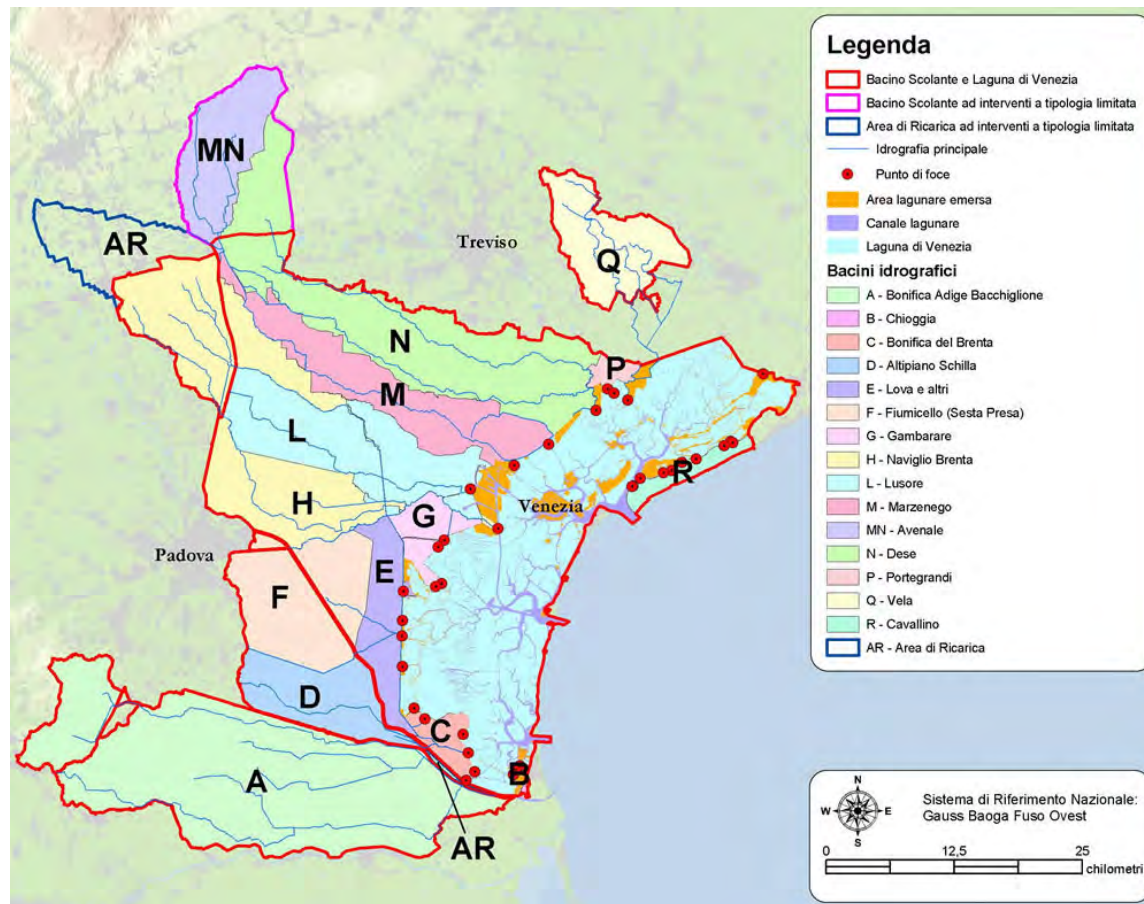 MN
AR
Treviso
Q
N
P
M
L
R
H
G
Venezia
Padova
E
F
D
C
B
A
AR
Legenda
Bacino Scolante e Laguna di Venezia
Bacino Scolante ad interventi a tipologia limitata
Area di Ricarica ad interventi a tipologia limitata
Idrografia principale
Punto di foce
Area lagunare emersa
Canale lagunare
Laguna di Venezia
Bacini idrografici
A - Bonifica Adige Bacchiglione
B - Chioggia
C - Bonifica del Brenta
D - Altipiano Schilla
E - Lova e altri
F - Fiumicello (Sesta Presa)
G - Gambarare
H - Naviglio Brenta
L - Lusore
M - Marzenego
MN - Avenale
N - Dese
P - Portegrandi
Q - Vela
R - Cavallino
AR - Area di Ricarica
N
W E
S
Sistema di Riferimento Nazionale:
Gauss Baoga Fuso Ovest
0 12,5 25
chilometri